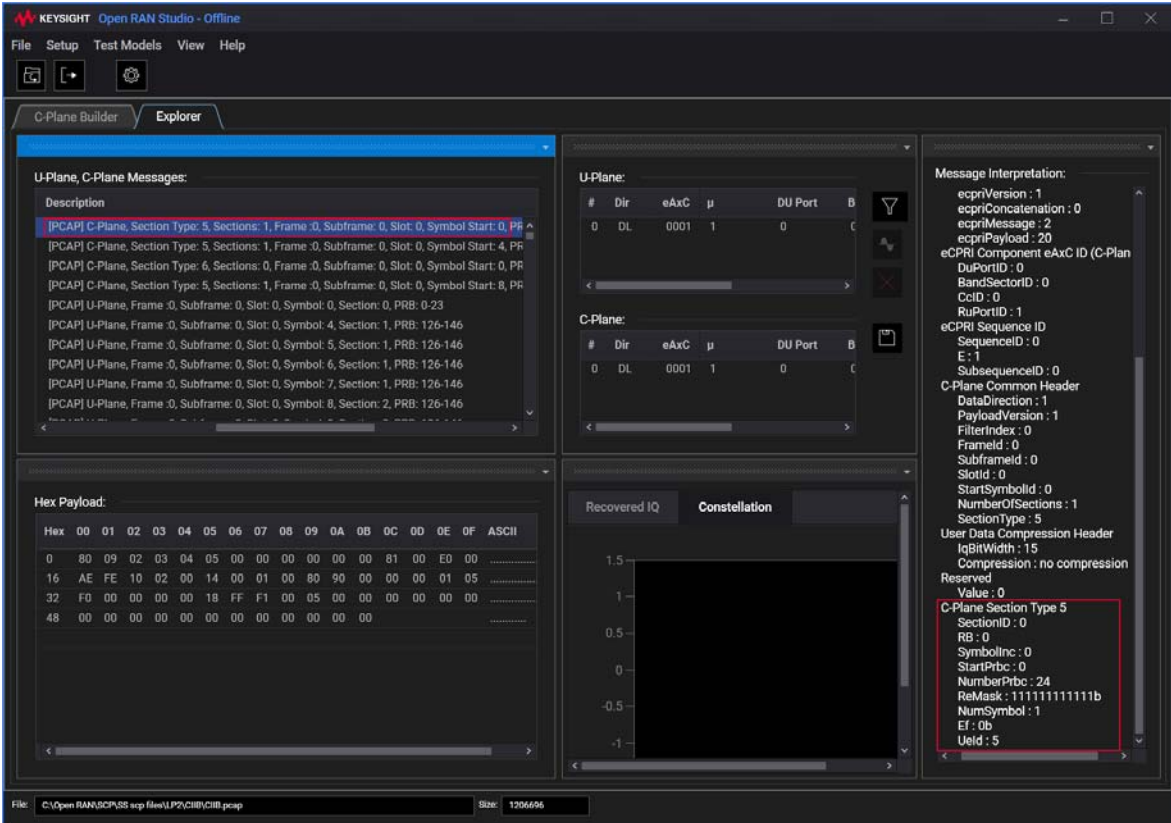 KEYSIGHT Open RAN Studio - Offline
File Setup Test Models View Help
C-Plane Builder Explorer
U-Plane, C-Plane Messages:
Description
[PCAP] C-Plane, Section Type: 5, Sections: 1, Frame :0, Subframe: 0, Slot: 0, Symbol Start: 0, PR
[PCAP] C-Plane, Section Type: 5, Sections: 1, Frame :0, Subframe: 0, Slot: 0, Symbol Start: 4, PR
[PCAP] C-Plane, Section Type: 6, Sections: 0, Frame :0, Subframe: 0, Slot: 0, Symbol Start: 0, PR
[PCAP] C-Plane, Section Type: 5, Sections: 1, Frame :0, Subframe: 0, Slot: 0, Symbol Start: 8, PR
[PCAP] U-Plane, Frame :0, Subframe: 0, Slot: 0, Symbol: 0, Section: 0, PRB: 0-23
[PCAP] U-Plane, Frame :0, Subframe: 0, Slot: 0, Symbol: 4, Section: 1, PRB: 126-146
[PCAP] U-Plane, Frame :0, Subframe: 0, Slot: 0, Symbol: 5, Section: 1, PRB: 126-146
[PCAP] U-Plane, Frame :0, Subframe: 0, Slot: 0, Symbol: 6, Section: 1, PRB: 126-146
[PCAP] U-Plane, Frame :0, Subframe: 0, Slot: 0, Symbol: 7, Section: 1, PRB: 126-146
[PCAP] U-Plane, Frame :0, Subframe: 0, Slot: 0, Symbol: 8, Section: 2, PRB: 126-146
U-Plane:
# Dir eAxC µ DU Port B
0 DL 0001 1 0
C-Plane:
# Dir eAxC µ DU Port B
0 DL 0001 1 0
Hex Payload:
Hex 00 01 02 03 04 05 06 07 08 09 0A 0B 0C 0D 0E 0F ASCII
0 80 09 02 03 04 05 00 00 00 00 00 00 81 00 E0 00 ................
16 AE FE 10 02 00 14 00 01 00 80 90 00 00 00 01 05 ................
32 F0 00 00 00 00 18 FF F1 00 05 00 00 00 00 00 00 ................
48 00 00 00 00 00 00 00 00 00 00 00 00 ............
Recovered IQ Constellation
1.5
1
0.5
0
-0.5
-1
Message Interpretation:
ecpriVersion : 1
ecpriConcatenation : 0
ecpriMessage : 2
ecpriPayload : 20
eCPRI Component eAxC ID (C-Plan
DuPortID : 0
BandSectorID : 0
CcID : 0
RuPortID : 1
eCPRI Sequence ID
SequenceID : 0
E : 1
SubsequenceID : 0
C-Plane Common Header
DataDirection : 1
PayloadVersion : 1
FilterIndex : 0
FrameId : 0
SubframeId : 0
SlotId : 0
StartSymbolId : 0
NumberOfSections : 1
SectionType : 5
User Data Compression Header
IqBitWidth : 15
Compression : no compression
Reserved
Value : 0
C-Plane Section Type 5
SectionID : 0
RB : 0
SymbolInc : 0
StartPrbc : 0
NumberPrbc : 24
ReMask : 111111111111b
NumSymbol : 1
Ef : 0b
UeId : 5
File: C:\Open RAN\SCP\SS scp files\LP2\CIIB\CIIB.pcap Size: 1206696